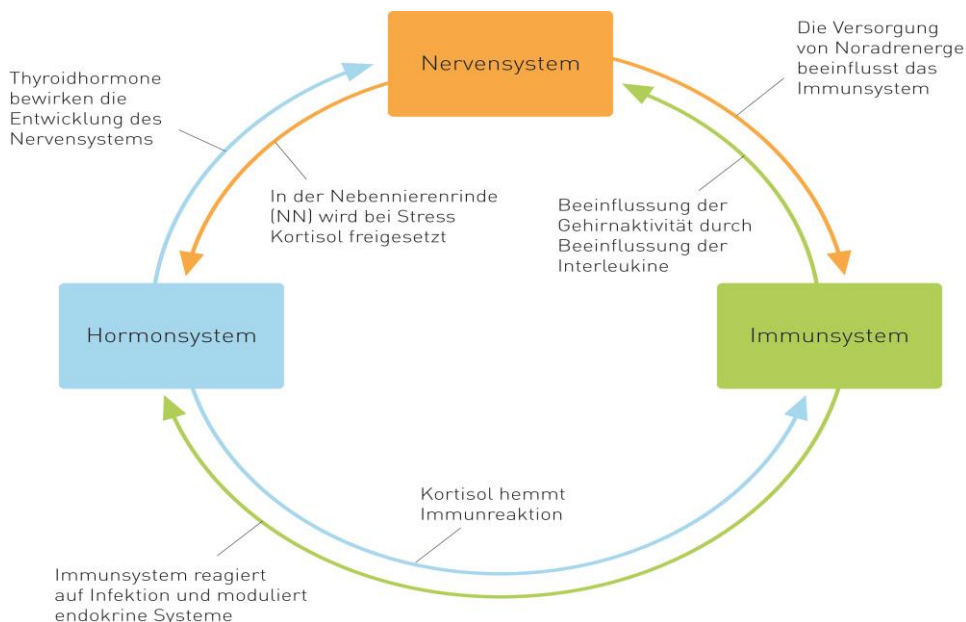 Nervensystem
Die Versorgung
von Noradrenerge
beeinflusst das
Immunsystem
Thyroidhormone
bewirken die
Entwicklung des
Nervensystems
In der Nebennierenrinde
(NN) wird bei Stress
Kortisol freigesetzt
Beeinflussung der
Gehirnaktivität durch
Beeinflussung der
Interleukine
Hormonsystem
Immunsystem
Kortisol hemmt
Immunreaktion
Immunsystem reagiert
auf Infektion und moduliert
endokrine Systeme